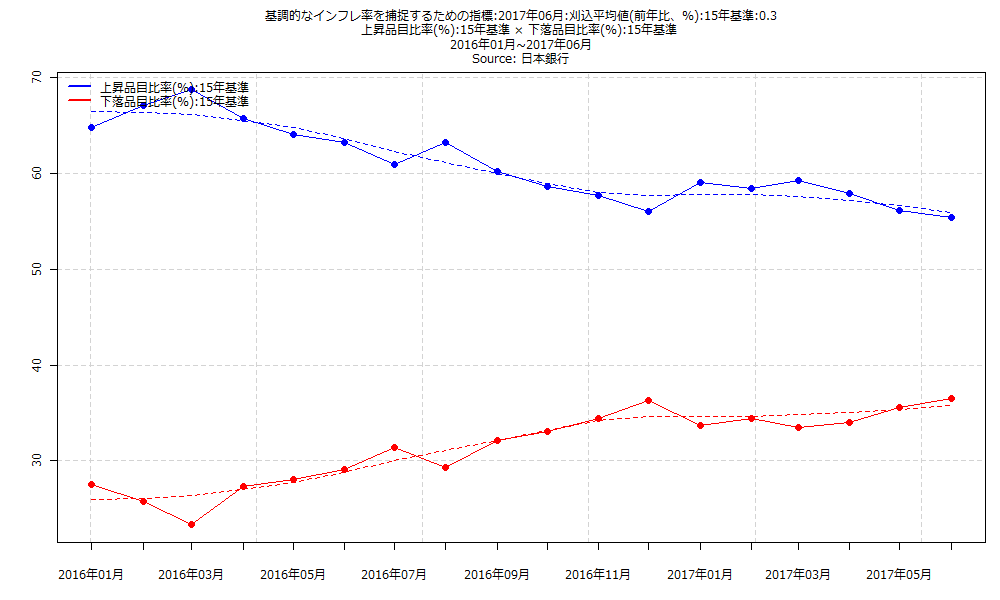 基調的なインフレ率を捕捉するための指標:2017年06月:刈込平均値(前年比、%):15年基準:0.3
上昇品目比率(%):15年基準 × 下落品目比率(%):15年基準
2016年01月~2017年06月
Source: 日本銀行
上昇品目比率(%):15年基準
下落品目比率(%):15年基準
70
60
50
40
30
2016年01月
2016年03月
2016年05月
2016年07月
2016年09月
2016年11月
2017年01月
2017年03月
2017年05月